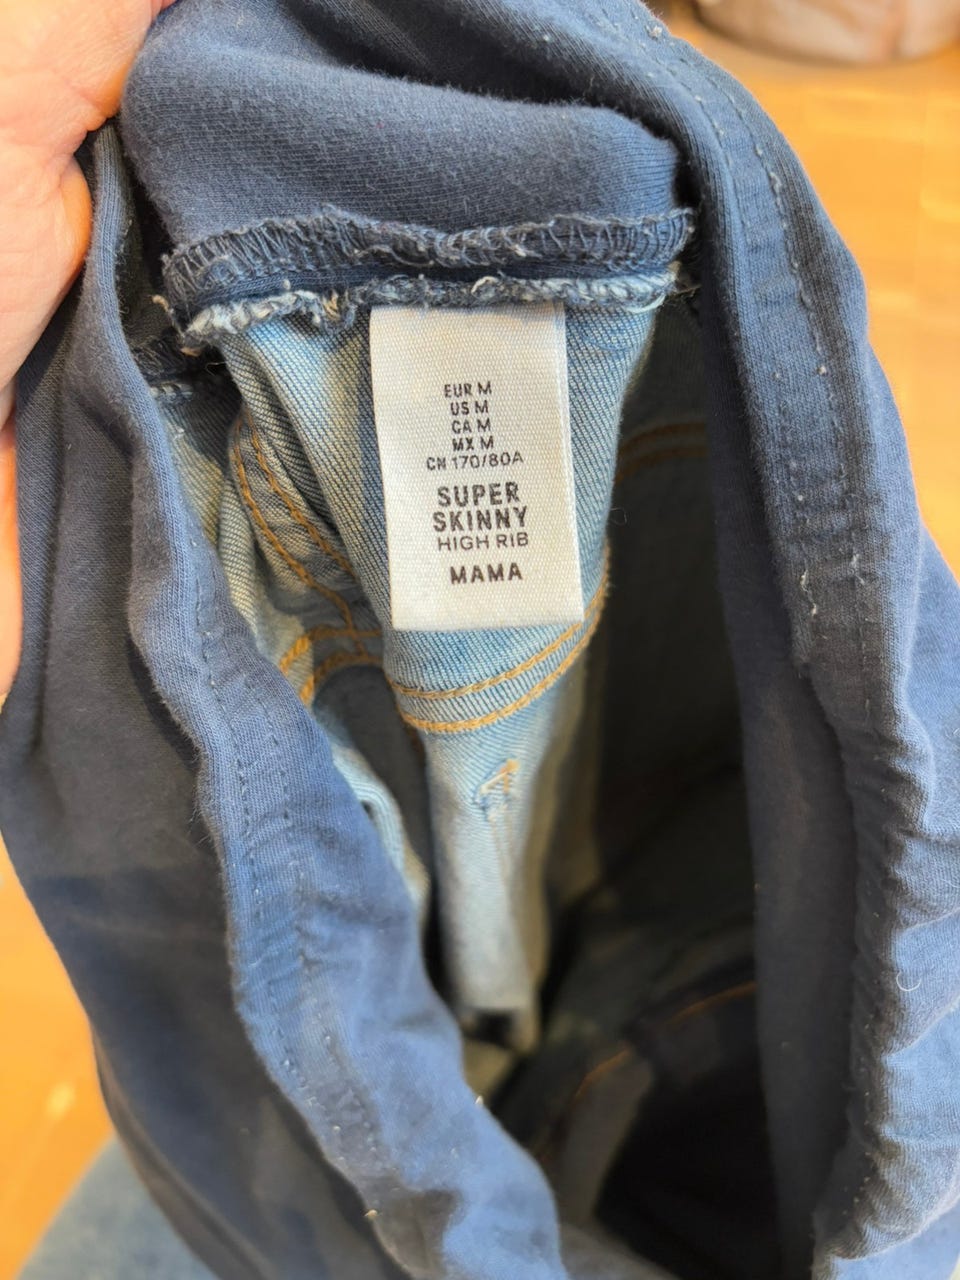 EUR M
US M
CA M
MX M
CN 170/80A
SUPER
SKINNY
HIGH RIB
MAMA